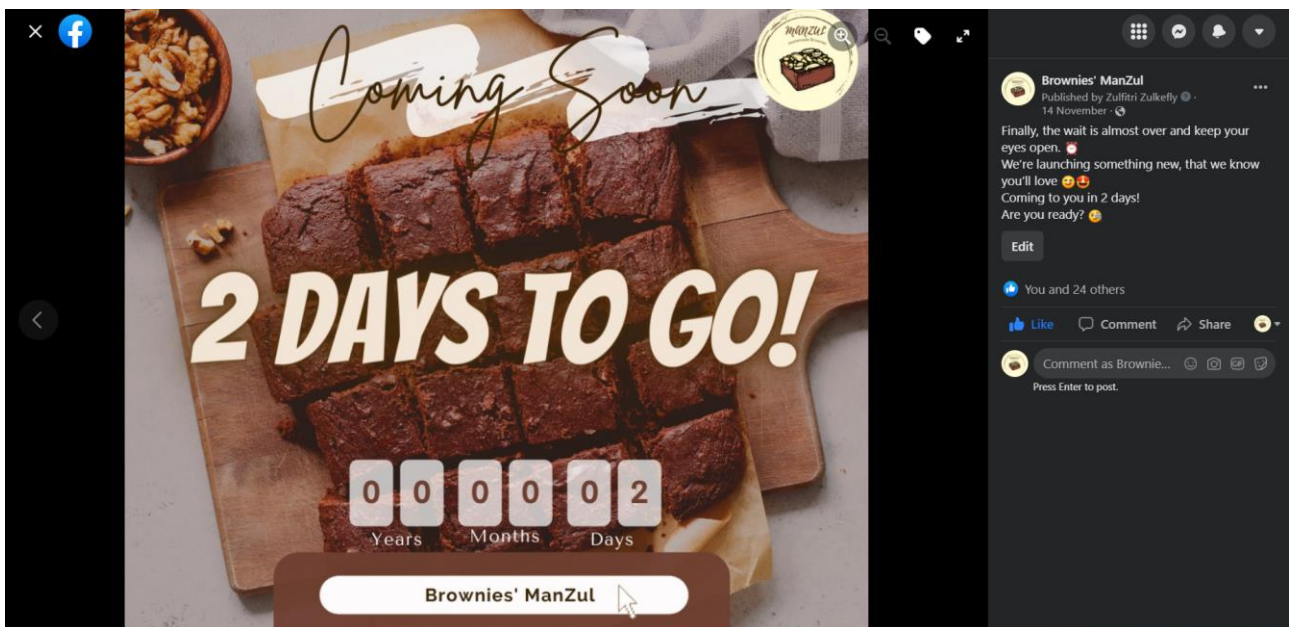 Coming Soon
manzul
2 DAYS TO GO!
0 0 0 0 0 2
Years Months Days
Brownies' ManZul
Brownies' ManZul
Published by Zulfitri Zulkefly ·
14 November ·
Finally, the wait is almost over and keep your
eyes open. ⏰
We're launching something new, that we know
you'll love 😋🤩
Coming to you in 2 days!
Are you ready? 🧐
Edit
You and 24 others
Like Comment Share
Comment as Brownie... GIF
Press Enter to post.